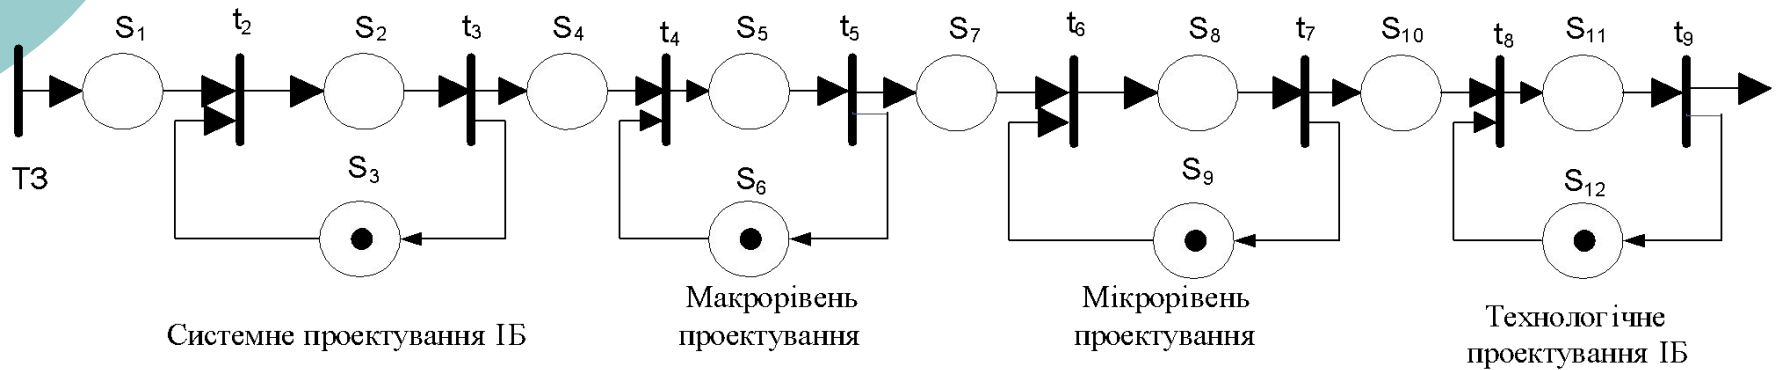 S₁ t₂ S₂ t₃ S₄ t₄ S₅ t₅ S₇ t₆ S₈ t₇ S₁₀ t₈ S₁₁ t₉
ТЗ S₃ S₆ S₉ S₁₂
Системне проектування ІБ
Макрорівень
проектування
Мікрорівень
проектування
Технологічне
проектування ІБ